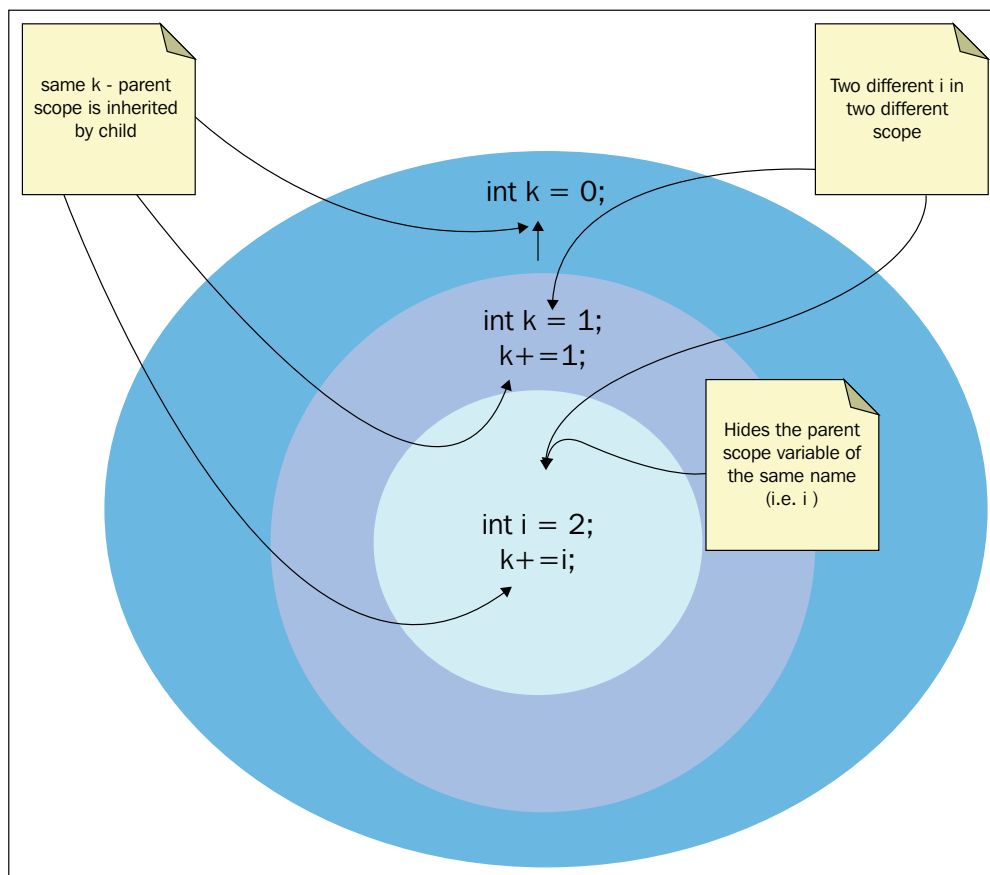 same k - parent
scope is inherited
by child
Two different i in
two different
scope
int k = 0;
int k = 1;
k+=1;
Hides the parent
scope variable of
the same name
(i.e. i )
int i = 2;
k+=i;